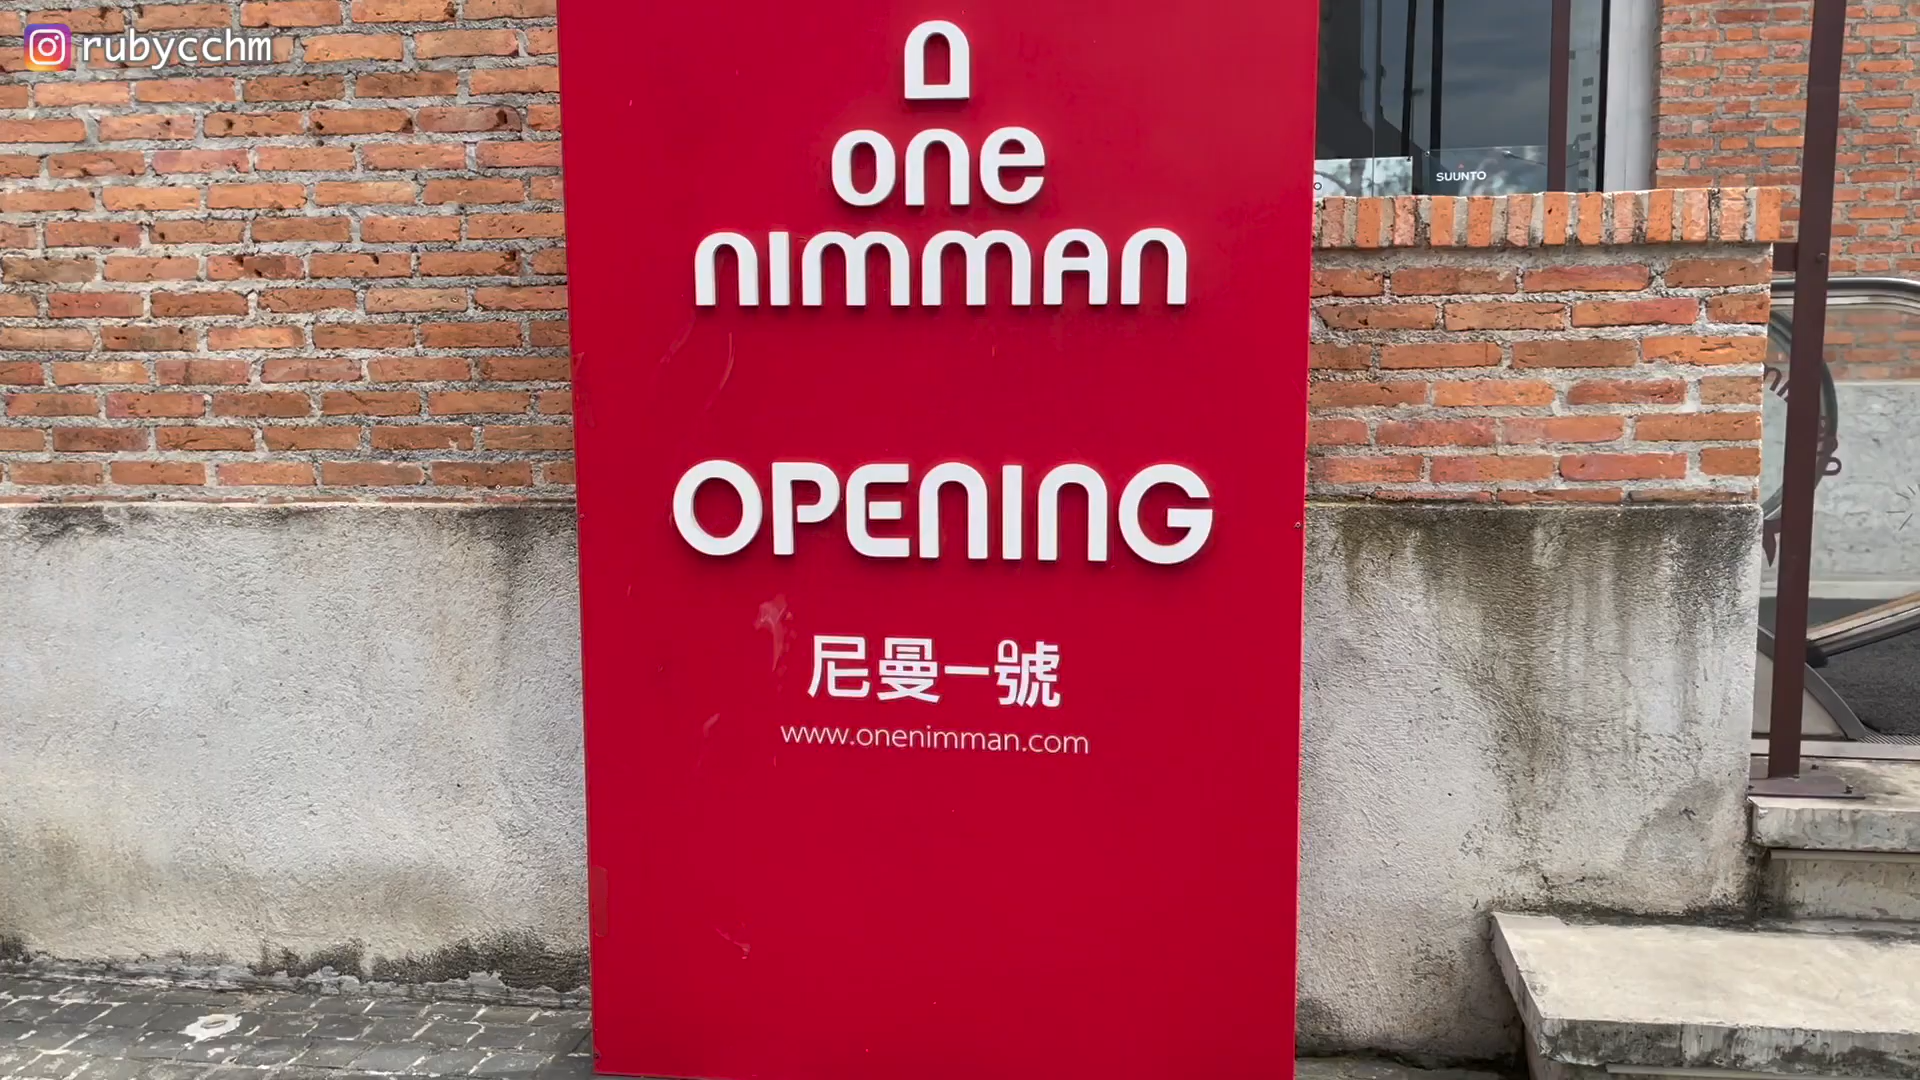 rubycchm
one
nimman
SUUNTO
OPENING
尼曼一號
www.onenimman.com